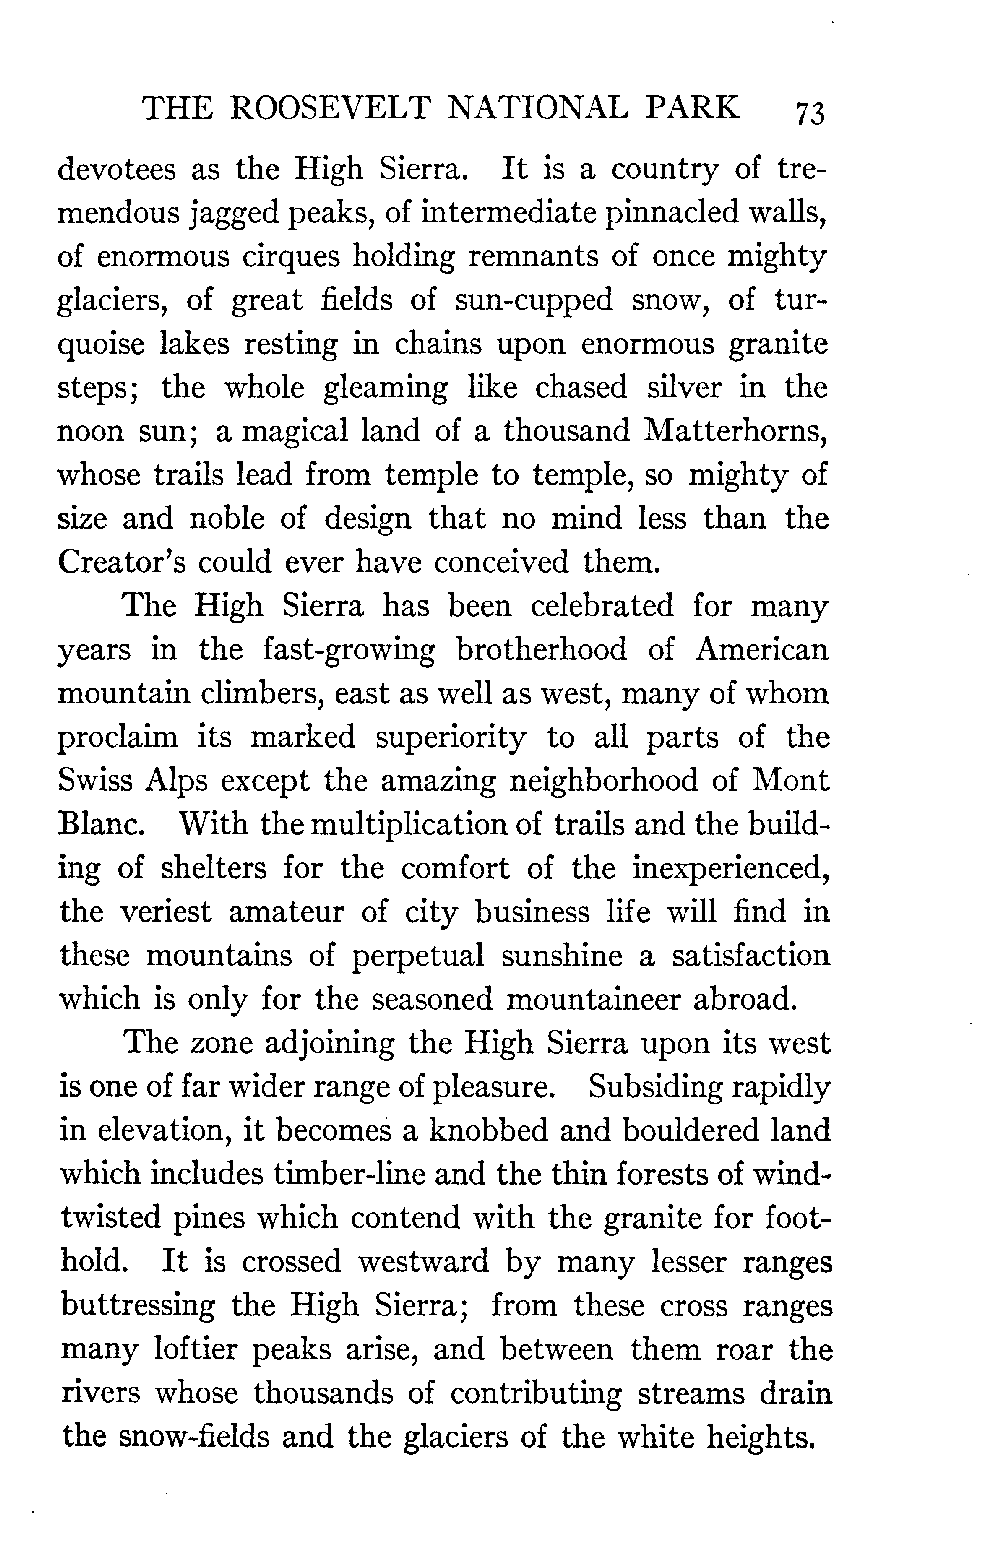 THE ROOSEVELT NATIONAL PARK 73
devotees as the High Sierra. It is a country of tre-
mendous jagged peaks, of intermediate pinnacled walls,
of enormous cirques holding remnants of once mighty
glaciers, of great fields of sun-cupped snow, of tur-
quoise lakes resting in chains upon enormous granite
steps; the whole gleaming like chased silver in the
noon sun; a magical land of a thousand Matterhorns,
whose trails lead from temple to temple, so mighty of
size and noble of design that no mind less than the
Creator's could ever have conceived them.
The High Sierra has been celebrated for many
years in the fast-growing brotherhood of American
mountain climbers, east as well as west, many of whom
proclaim its marked superiority to all parts of the
Swiss Alps except the amazing neighborhood of Mont
Blanc. With the multiplication of trails and the build-
ing of shelters for the comfort of the inexperienced,
the veriest amateur of city business life will find in
these mountains of perpetual sunshine a satisfaction
which is only for the seasoned mountaineer abroad.
The zone adjoining the High Sierra upon its west
is one of far wider range of pleasure. Subsiding rapidly
in elevation, it becomes a knobbed and bouldered land
which includes timber-line and the thin forests of wind-
twisted pines which contend with the granite for foot-
hold. It is crossed westward by many lesser ranges
buttressing the High Sierra; from these cross ranges
many loftier peaks arise, and between them roar the
rivers whose thousands of contributing streams drain
the snow-fields and the glaciers of the white heights.